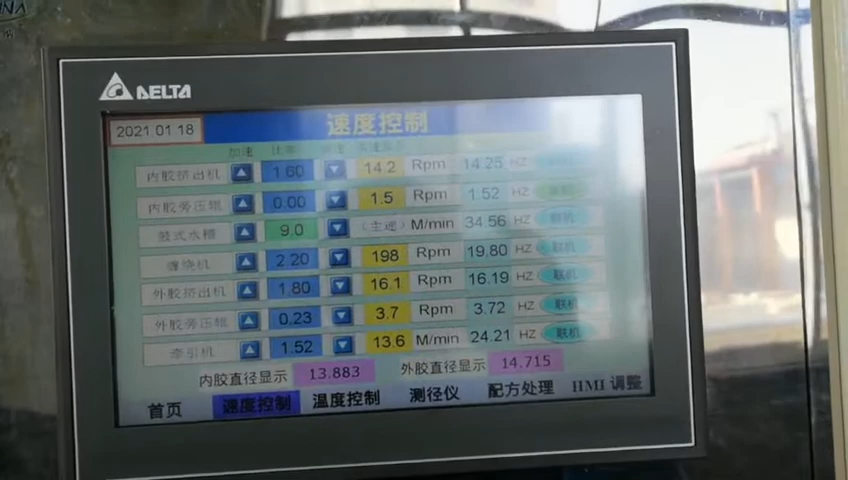 DELTA
2021.01 18 速度控制
加速 比率
内胶挤出机 1.60 14.2 Rpm 14.25 HZ
内胶旁压辊 0.00 1.5 Rpm 1.52 HZ
鼓式水槽 9.0 (主速) M/min 34.56 HZ 联机
缠绕机 2.20 198 Rpm 19.80 HZ 联机
外胶挤出机 1.80 16.1 Rpm 16.19 HZ 联机
外胶旁压辊 0.23 3.7 Rpm 3.72 HZ 联机
牵引机 1.52 13.6 M/min 24.21 HZ 联机
内胶直径显示 13.883 外胶直径显示 14.715
首页 速度控制 温度控制 测径仪 配方处理 HMI 调整